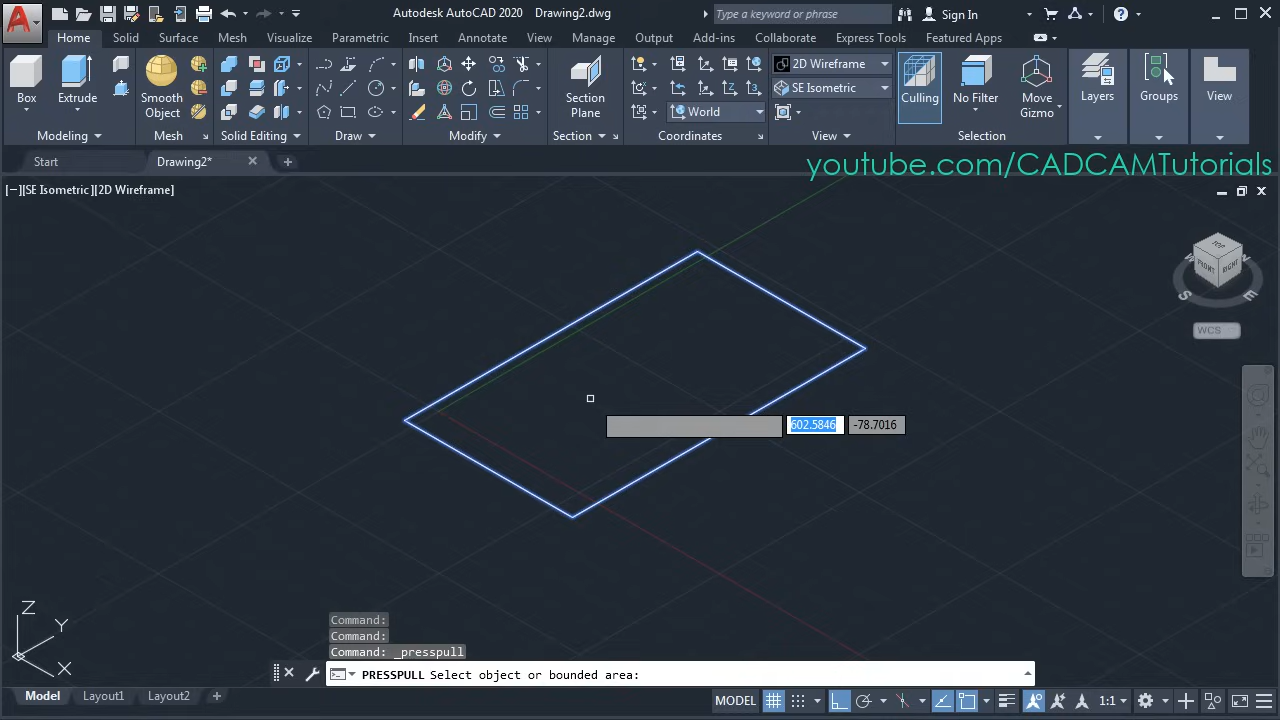 Autodesk AutoCAD 2020 Drawing2.dwg
Type a keyword or phrase
Sign In
Home Solid Surface Mesh Visualize Parametric Insert Annotate View Manage Output Add-ins Collaborate Express Tools Featured Apps
2D Wireframe
SE Isometric
World
Box
Extrude
Smooth
Object
Section
Plane
Culling
No Filter
Move
Gizmo
Layers
Groups
View
Modeling
Mesh
Solid Editing
Draw
Modify
Section
Coordinates
View
Selection
Start
Drawing2*
youtube.com/CADCAMTutorials
[−][SE Isometric][2D Wireframe]
TOP
FRONT
RIGHT
W
N
S
E
WCS
602.5846
-78.7016
Z
Y
X
Command:
Command:
Command: _presspull
PRESSPULL Select object or bounded area:
Model
Layout1
Layout2
MODEL
1:1